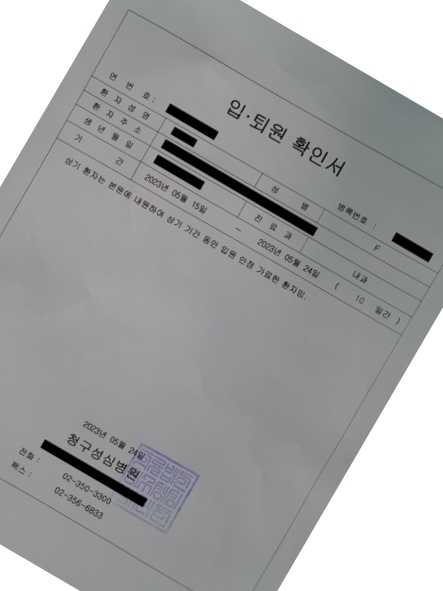 입·퇴원 확인서
연 번 호 :
병록번호 :
환 자 성 명
성 별 F
환 자 주 소
생 년 월 일
진 료 과 내과
기 간 2023년 05월 15일 ~ 2023년 05월 24일 ( 10 일간 )
상기 환자는 본원에 내원하여 상기 기간 동안 입원 안정 가료한 환자임.
2023년 05월 24일
청구성심병원
전화 : 02-350-3300
팩스 : 02-356-6833